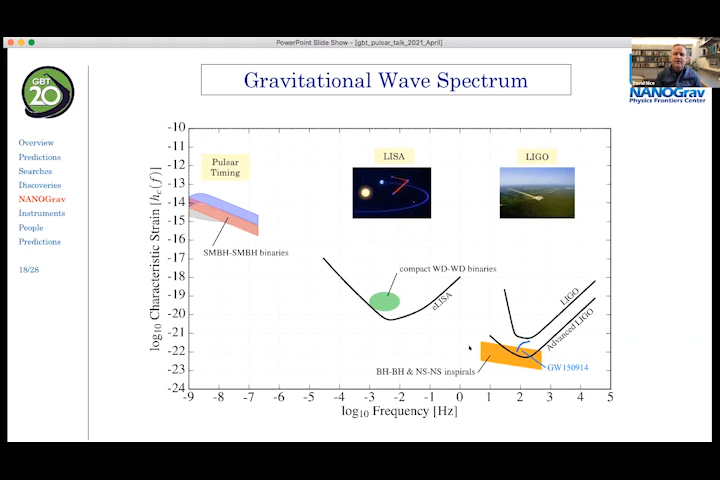 PowerPoint Slide Show - [gbt_pulsar_talk_2021_April]
David Nice
GBT
20
Gravitational Wave Spectrum
NANOGrav
Physics Frontiers Center
Overview
Predictions
Searches
Discoveries
NANOGrav
Instruments
People
Predictions
18/28
log10 Characteristic Strain [hc(f)]
-10
-11
-12
-13
-14
-15
-16
-17
-18
-19
-20
-21
-22
-23
-24
Pulsar
Timing
LISA
LIGO
SMBH-SMBH binaries
compact WD-WD binaries
eLISA
LIGO
Advanced LIGO
BH-BH & NS-NS inspirals
GW150914
-9 -8 -7 -6 -5 -4 -3 -2 -1 0 1 2 3 4 5
log10 Frequency [Hz]